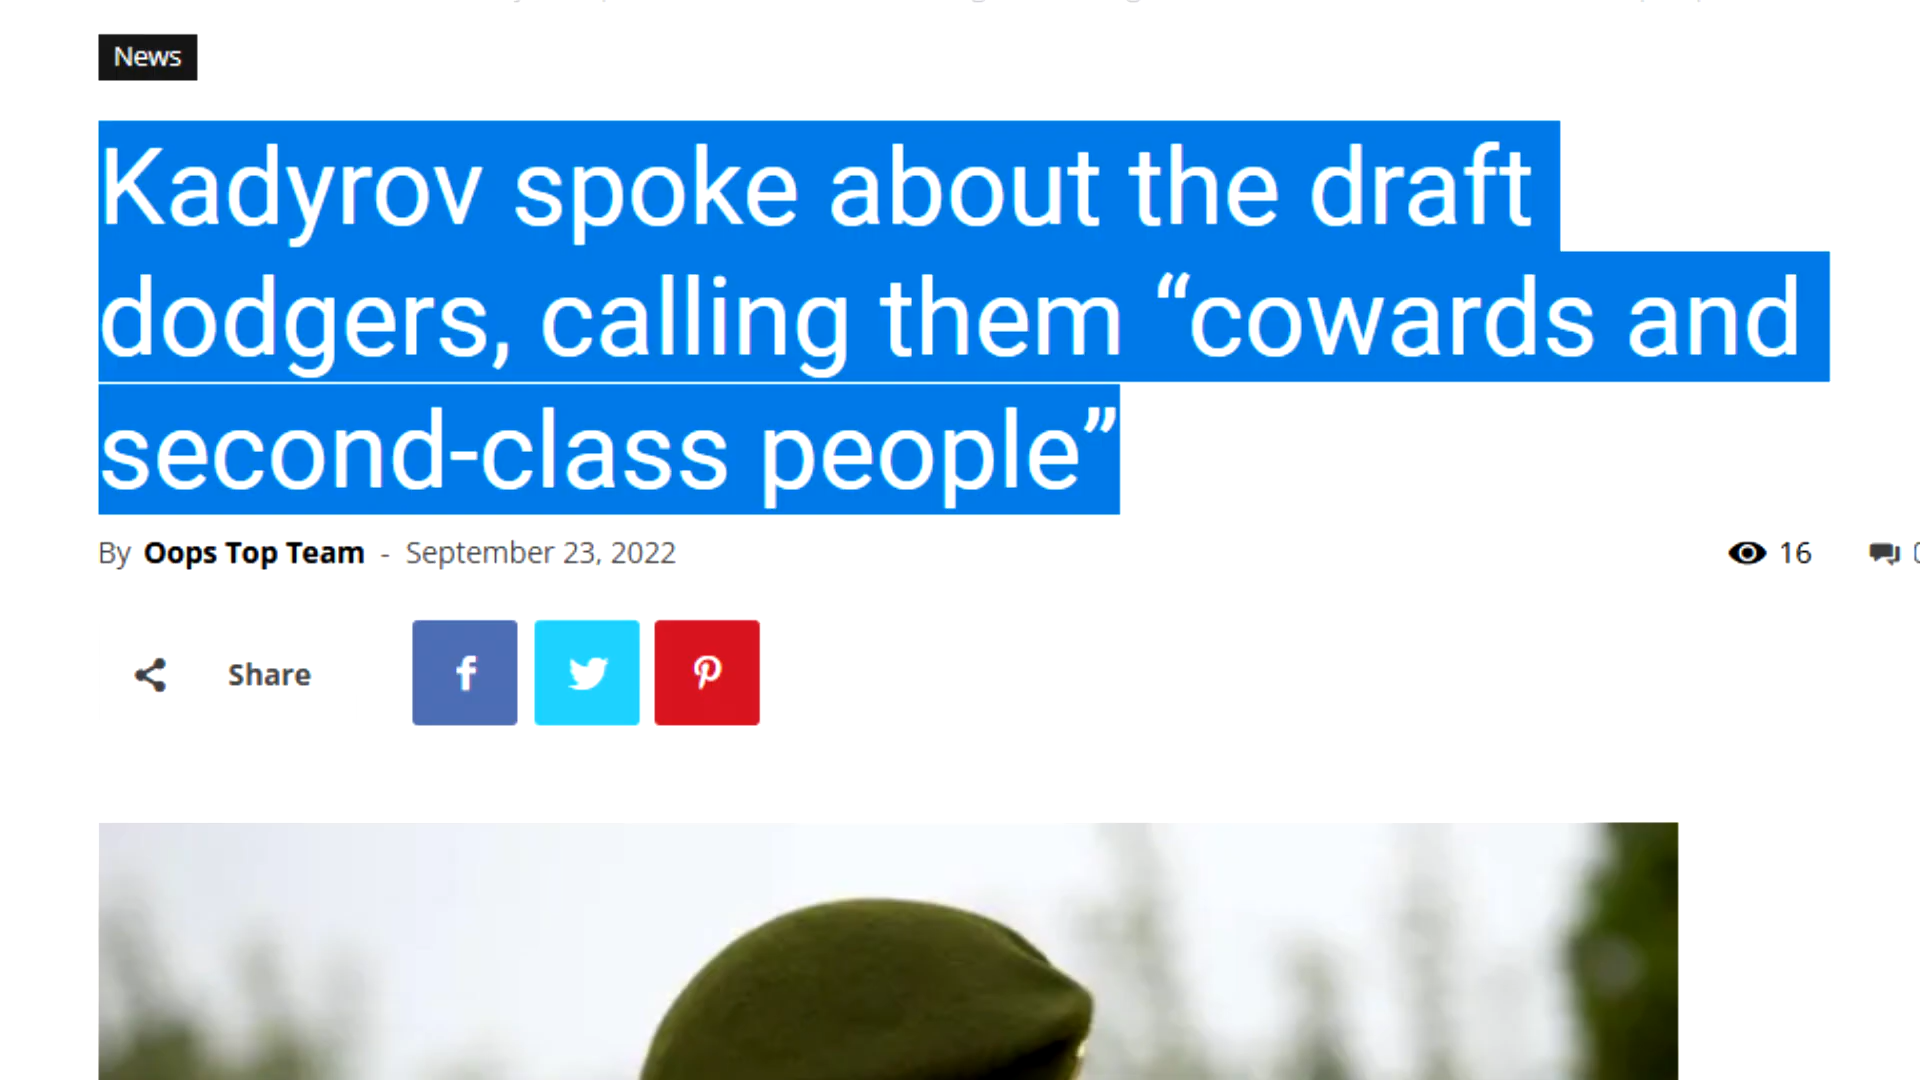 News
Kadyrov spoke about the draft
dodgers, calling them “cowards and
second-class people”
By Oops Top Team - September 23, 2022
16
Share